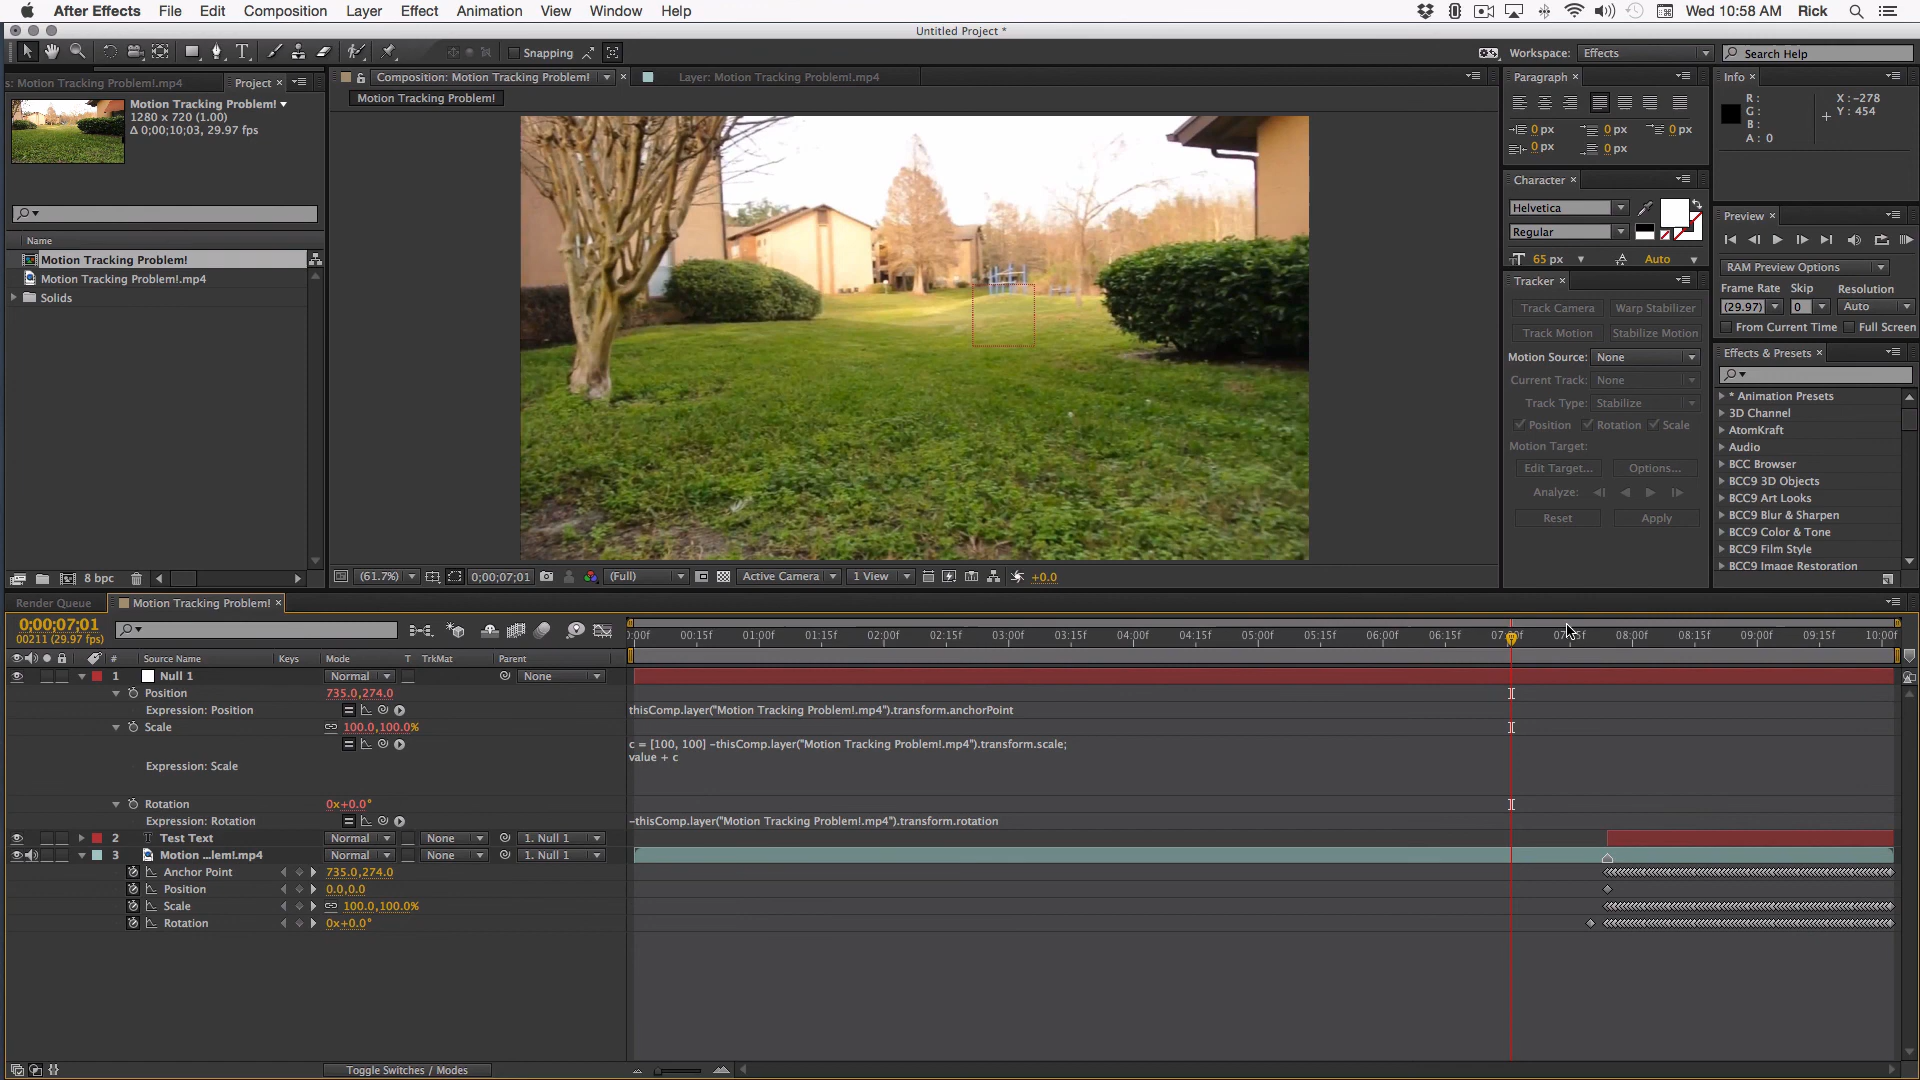 After Effects File Edit Composition Layer Effect Animation View Window Help Wed 10:58 AM Rick
Untitled Project *
Snapping Workspace: Effects Search Help
s: Motion Tracking Problem!.mp4 Project × Composition: Motion Tracking Problem! × Layer: Motion Tracking Problem!.mp4 Paragraph × Info ×
Motion Tracking Problem!
1280 x 720 (1.00)
Δ 0;00;10;03, 29.97 fps
Motion Tracking Problem!
0 px 0 px 0 px
0 px 0 px
R: X : -278
G: Y : 454
B:
A: 0
Character ×
Helvetica
Regular
65 px Auto
Preview ×
RAM Preview Options
Frame Rate Skip Resolution
(29.97) 0 Auto
From Current Time Full Screen
Name
Motion Tracking Problem!
Motion Tracking Problem!.mp4
Solids
8 bpc
Tracker ×
Track Camera Warp Stabilizer
Track Motion Stabilize Motion
Motion Source: None
Current Track: None
Track Type: Stabilize
Position Rotation Scale
Motion Target:
Edit Target... Options...
Analyze:
Reset Apply
Effects & Presets ×
* Animation Presets
3D Channel
AtomKraft
Audio
BCC Browser
BCC9 3D Objects
BCC9 Art Looks
BCC9 Blur & Sharpen
BCC9 Color & Tone
BCC9 Film Style
BCC9 Image Restoration
(61.7%) 0;00;07;01 (Full) Active Camera 1 View +0.0
Render Queue Motion Tracking Problem! ×
0;00;07;01
00211 (29.97 fps)
):00f 00:15f 01:00f 01:15f 02:00f 02:15f 03:00f 03:15f 04:00f 04:15f 05:00f 05:15f 06:00f 06:15f 08:00f 08:15f 09:00f 09:15f 10:00f
# Source Name Keys Mode T TrkMat Parent
1 Null 1 Normal None
Position 735.0,274.0
Expression: Position thisComp.layer("Motion Tracking Problem!.mp4").transform.anchorPoint
Scale 100.0,100.0%
c = [100, 100] -thisComp.layer("Motion Tracking Problem!.mp4").transform.scale;
value + c
Expression: Scale
Rotation 0x+0.0°
Expression: Rotation -thisComp.layer("Motion Tracking Problem!.mp4").transform.rotation
2 T Test Text Normal None 1. Null 1
3 Motion ...lem!.mp4 Normal None 1. Null 1
Anchor Point 735.0,274.0
Position 0.0,0.0
Scale 100.0,100.0%
Rotation 0x+0.0°
Toggle Switches / Modes